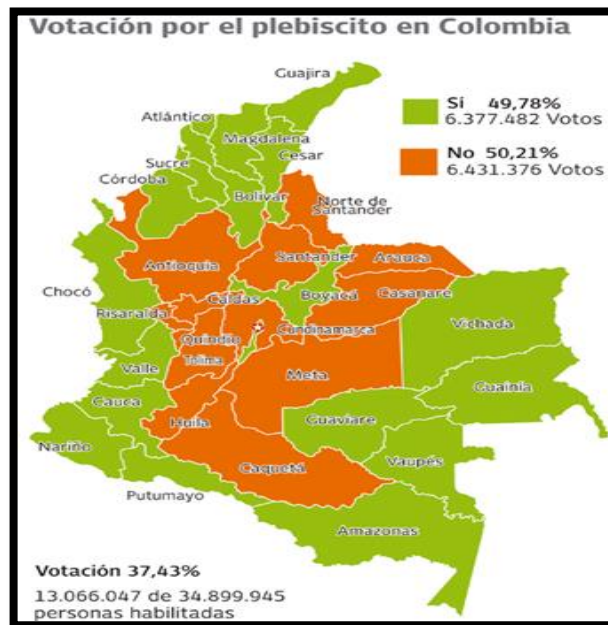 Votación por el plebiscito en Colombia
Guajira
Sí 49,78%
6.377.482 Votos
Atlántico
Magdalena
Cesar
No 50,21%
6.431.376 Votos
Sucre
Córdoba
Bolívar
Norte de
Santander
Antioquia
Santander
Arauca
Chocó
Caldas
Boyacá
Casanare
Risaralda
Quindío
Cundinamarca
Vichada
Tolima
Valle
Meta
Guainía
Cauca
Huila
Guaviare
Nariño
Vaupés
Caquetá
Putumayo
Amazonas
Votación 37,43%
13.066.047 de 34.899.945
personas habilitadas